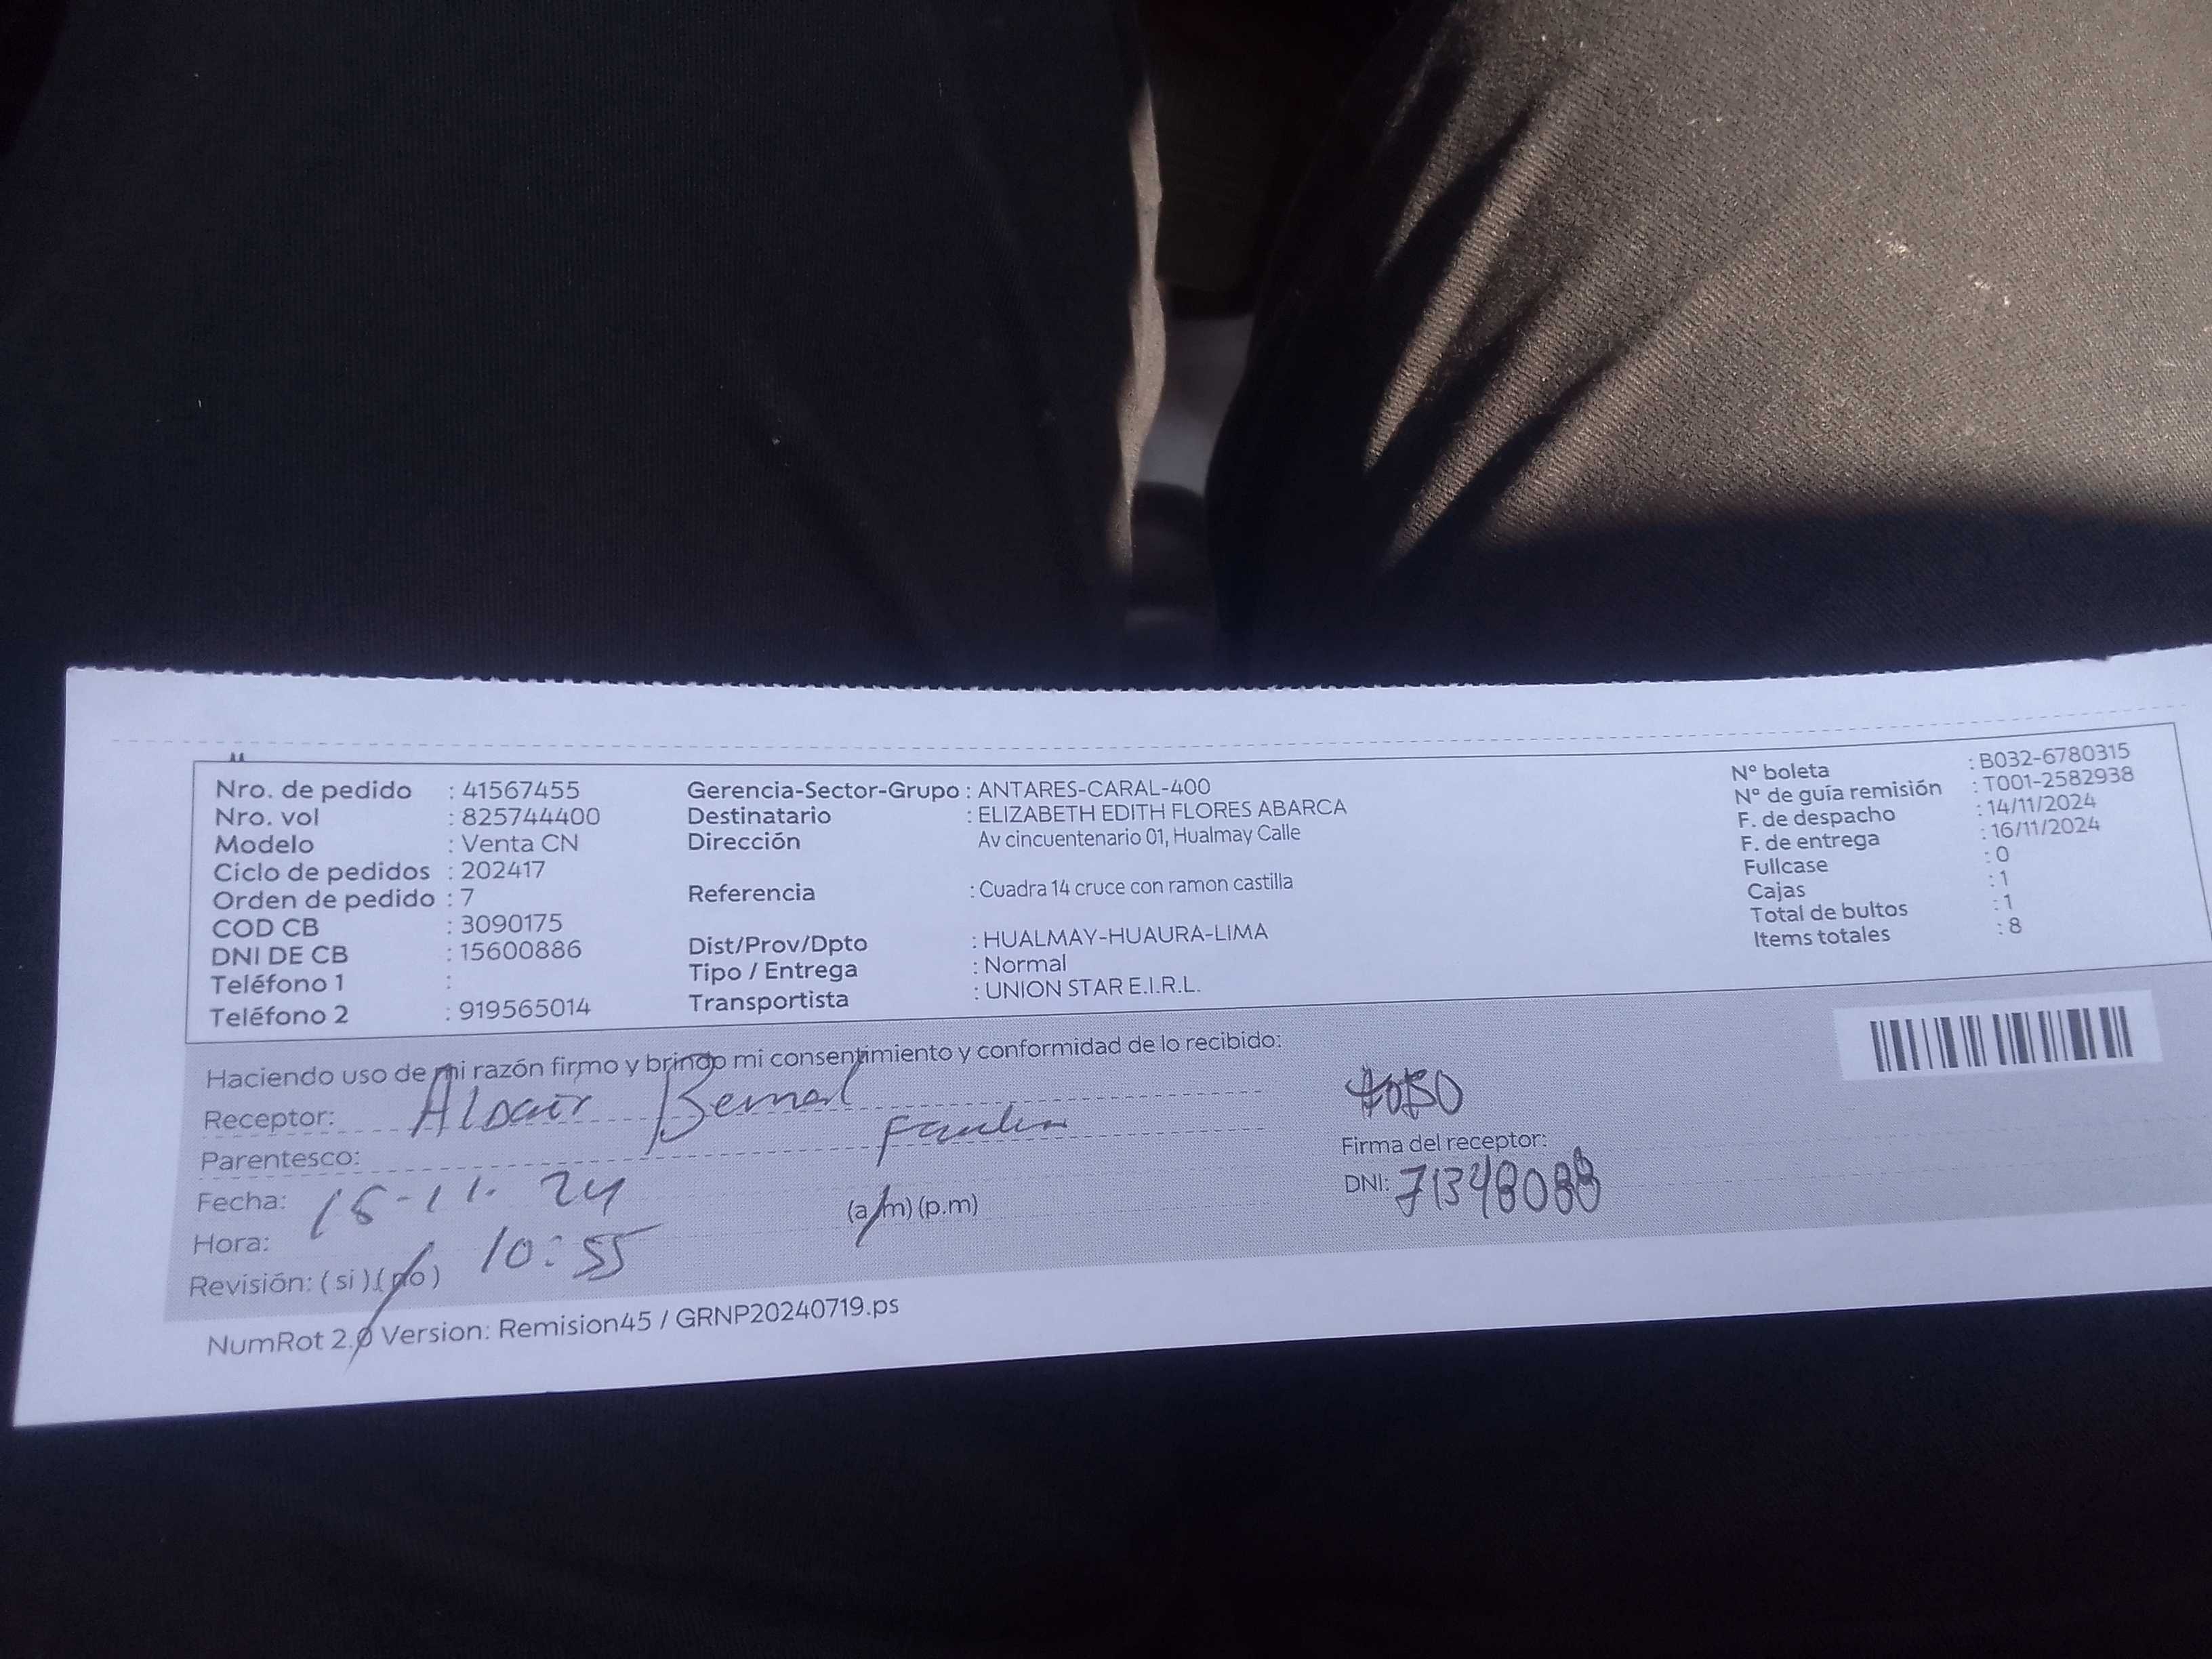 Nro. de pedido : 41567455
Nro. vol : 825744400
Modelo : Venta CN
Ciclo de pedidos : 202417
Orden de pedido : 7
COD CB : 3090175
DNI DE CB : 15600886
Teléfono 1 :
Teléfono 2 : 919565014
Gerencia-Sector-Grupo : ANTARES-CARAL-400
Destinatario : ELIZABETH EDITH FLORES ABARCA
Dirección Av cincuentenario 01, Hualmay Calle
Referencia : Cuadra 14 cruce con ramon castilla
Dist/Prov/Dpto : HUALMAY-HUAURA-LIMA
Tipo / Entrega : Normal
Transportista : UNION STAR E.I.R.L.
N° boleta : B032-6780315
N° de guía remisión : T001-2582938
F. de despacho : 14/11/2024
F. de entrega : 16/11/2024
Fullcase : 0
Cajas : 1
Total de bultos : 1
Items totales : 8
Haciendo uso de mi razón firmo y brindo mi consentimiento y conformidad de lo recibido:
Receptor: Bernal
Parentesco:
Fecha: -11. 24
Hora: 10:55 (a.m) (p.m)
Revisión: (si) (no)
Firma del receptor:
DNI:
NumRot 2.0 Version: Remision45 / GRNP20240719.ps